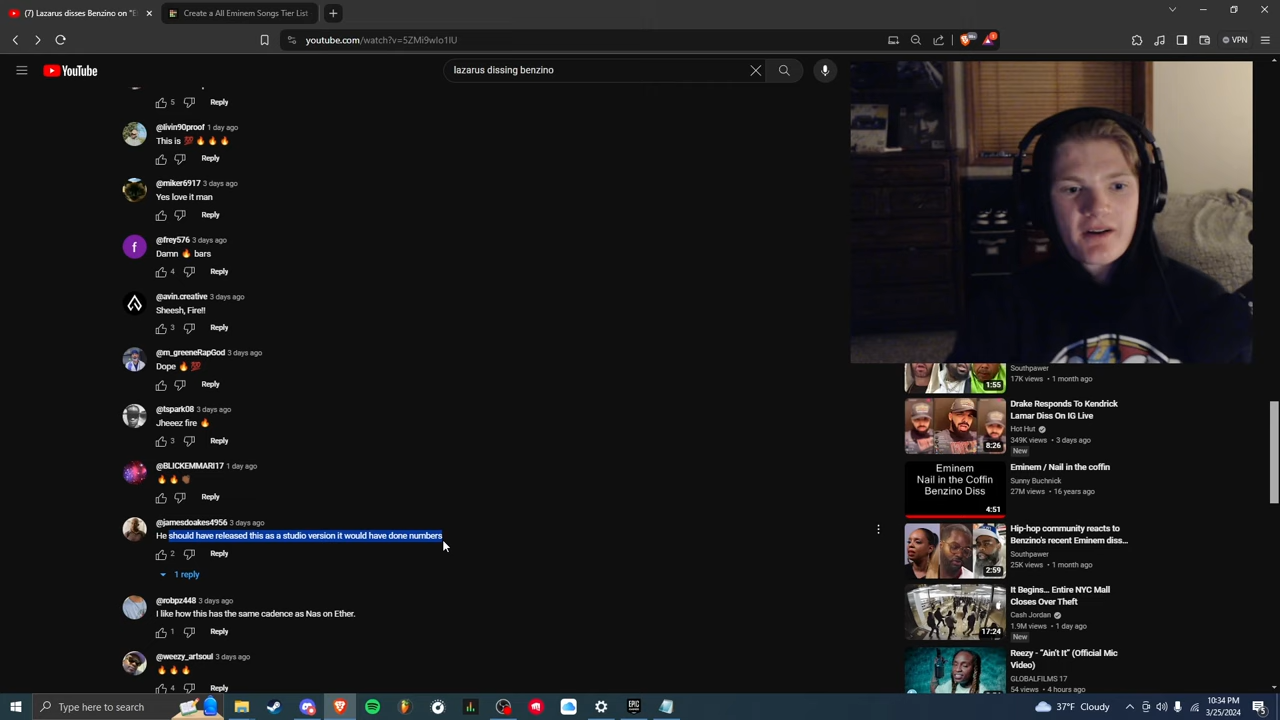 (7) Lazarus disses Benzino on "E
Create a All Eminem Songs Tier List
youtube.com/watch?v=5ZMi9wIo1IU
VPN
YouTube
lazarus dissing benzino
5 Reply
@livin90proof 1 day ago
This is 💯🔥🔥🔥
Reply
@miker6917 3 days ago
Yes love it man
Reply
f
@frey576 3 days ago
Damn 🔥 bars
4 Reply
@avin.creative 3 days ago
Sheesh, Fire!!
3 Reply
@m_greeneRapGod 3 days ago
Dope 🔥💯
Reply
@tspark08 3 days ago
Jheeez fire 🔥
3 Reply
@BLICKEMMARI17 1 day ago
Reply
@jamesdoakes4956 3 days ago
He should have released this as a studio version it would have done numbers
2 Reply
1 reply
@robpz448 3 days ago
I like how this has the same cadence as Nas on Ether.
1 Reply
@weezy_artsoul 3 days ago
🔥🔥🔥
4 Reply
1:55
Southpawer
17K views • 1 month ago
8:26
Drake Responds To Kendrick
Lamar Diss On IG Live
Hot Hut
349K views • 3 days ago
New
Eminem
Nail in the Coffin
Benzino Diss
4:51
Eminem / Nail in the coffin
Sunny Buchnick
27M views • 16 years ago
2:59
Hip-hop community reacts to
Benzino's recent Eminem diss...
Southpawer
25K views • 1 month ago
17:24
It Begins... Entire NYC Mall
Closes Over Theft
Cash Jordan
1.9M views • 1 day ago
New
Reezy - "Ain't It" (Official Mic
Video)
GLOBALFILMS 17
54 views • 4 hours ago
Type here to search
37°F Cloudy
10:34 PM
3/25/2024